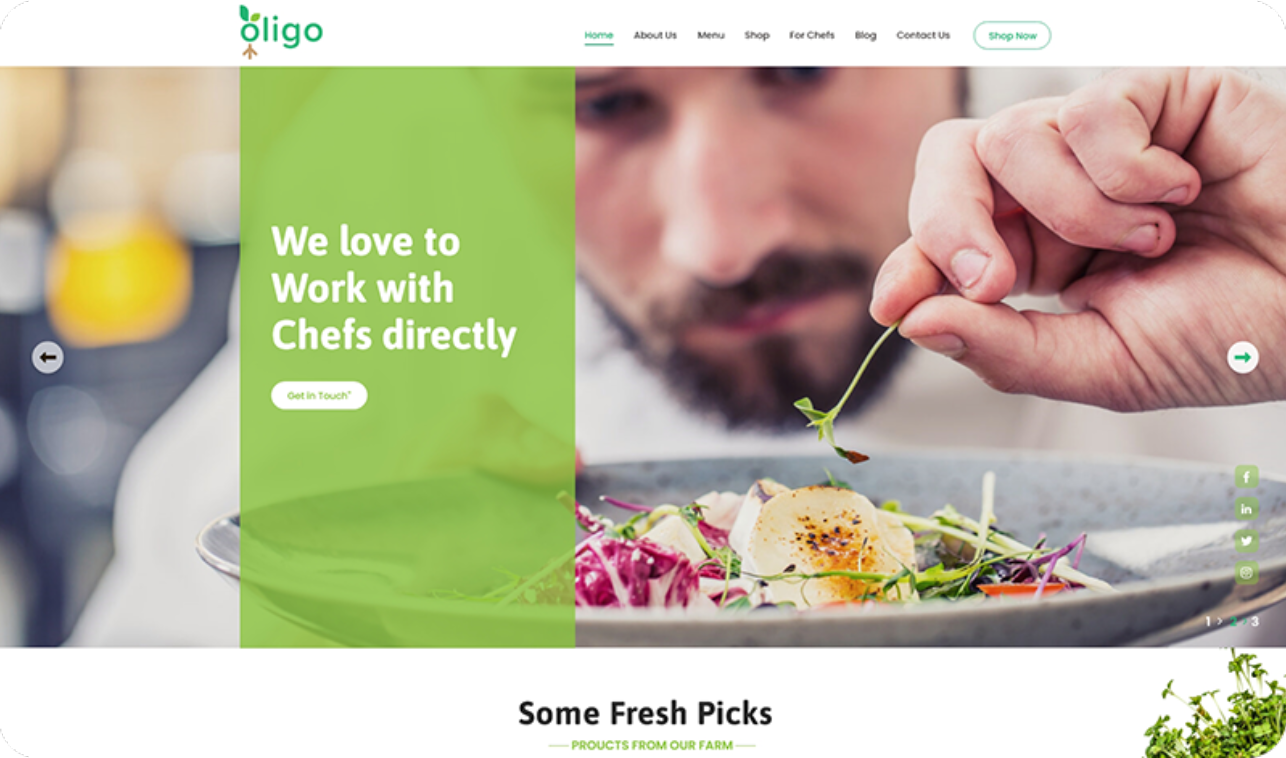 oligo
Home About Us Menu Shop For Chefs Blog Contact Us Shop Now
We love to
Work with
Chefs directly
Get in Touch"
1 > 2 / 3
Some Fresh Picks
PROUCTS FROM OUR FARM